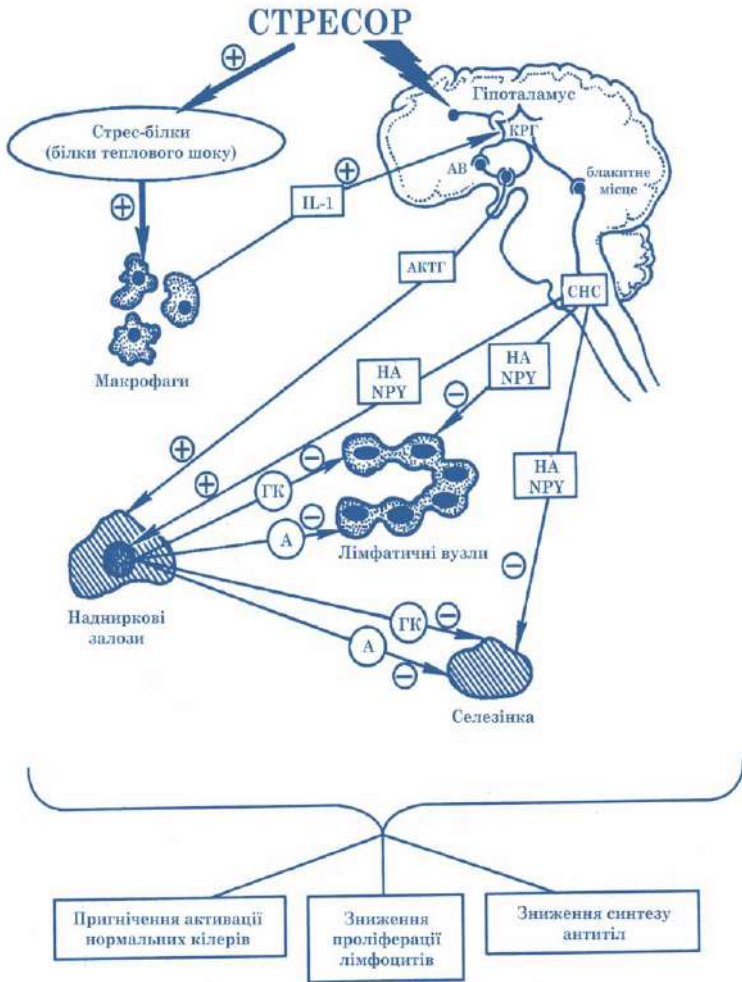 СТРЕСОР
+
Стрес-білки
(білки теплового шоку)
+
Макрофаги
IL-1
+
Гіпоталамус
КРГ
АВ
блакитне
місце
АКТГ
СНС
НА
NPY
НА
NPY
−
НА
NPY
−
+
+
ГК
−
А
−
Лімфатичні вузли
Надниркові
залози
ГК
−
А
−
Селезінка
Пригнічення активації
нормальних кілерів
Зниження
проліферації
лімфоцитів
Зниження синтезу
антитіл